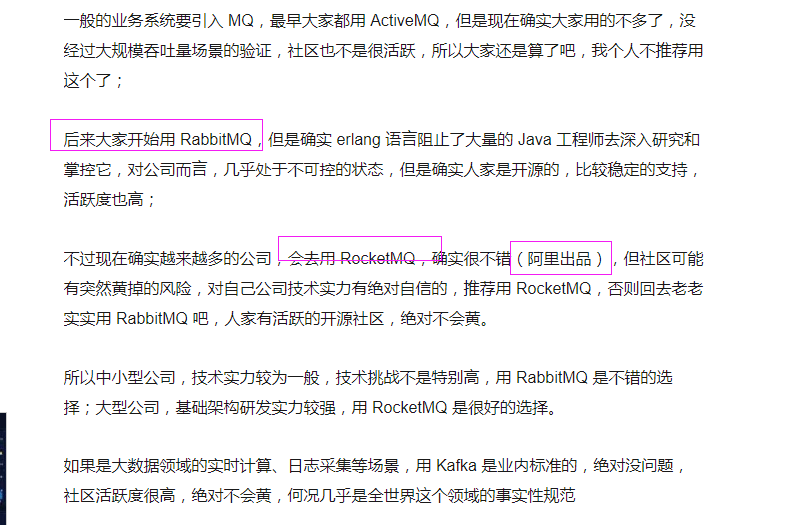 一般的业务系统要引入 MQ，最早大家都用 ActiveMQ，但是现在确实大家用的不多了，没
经过大规模吞吐量场景的验证，社区也不是很活跃，所以大家还是算了吧，我个人不推荐用
这个了；
后来大家开始用 RabbitMQ，但是确实 erlang 语言阻止了大量的 Java 工程师去深入研究和
掌控它，对公司而言，几乎处于不可控的状态，但是确实人家是开源的，比较稳定的支持，
活跃度也高；
不过现在确实越来越多的公司，会去用 RocketMQ，确实很不错（阿里出品），但社区可能
有突然黄掉的风险，对自己公司技术实力有绝对自信的，推荐用 RocketMQ，否则回去老老
实实用 RabbitMQ 吧，人家有活跃的开源社区，绝对不会黄。
所以中小型公司，技术实力较为一般，技术挑战不是特别高，用 RabbitMQ 是不错的选
择；大型公司，基础架构研发实力较强，用 RocketMQ 是很好的选择。
如果是大数据领域的实时计算、日志采集等场景，用 Kafka 是业内标准的，绝对没问题，
社区活跃度很高，绝对不会黄，何况几乎是全世界这个领域的事实性规范